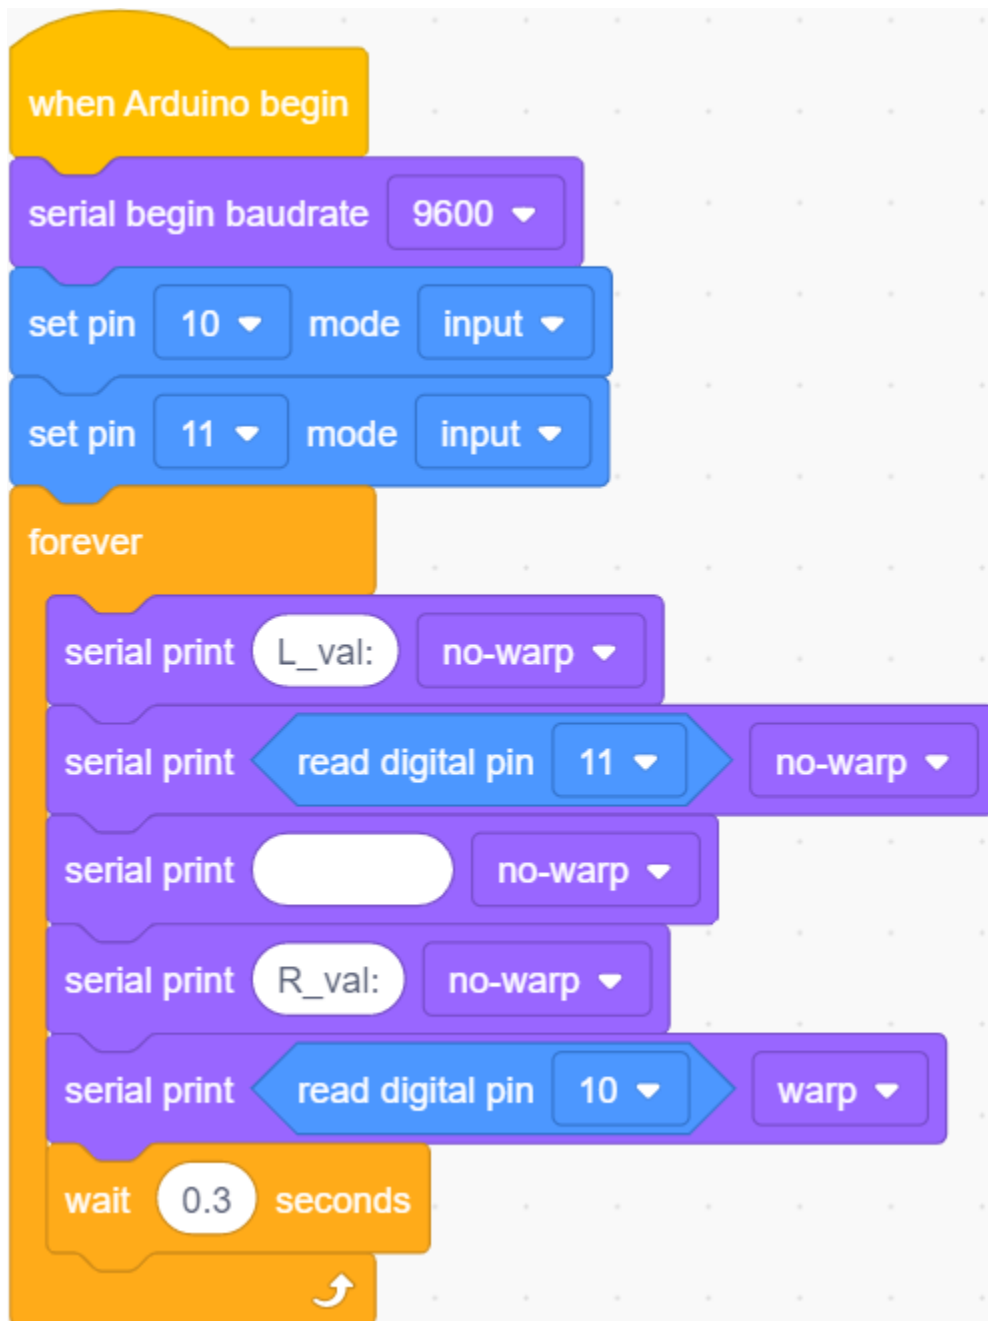 when Arduino begin
serial begin baudrate 9600
set pin 10 mode input
set pin 11 mode input
forever
serial print L_val: no-warp
serial print read digital pin 11 no-warp
serial print no-warp
serial print R_val: no-warp
serial print read digital pin 10 warp
wait 0.3 seconds